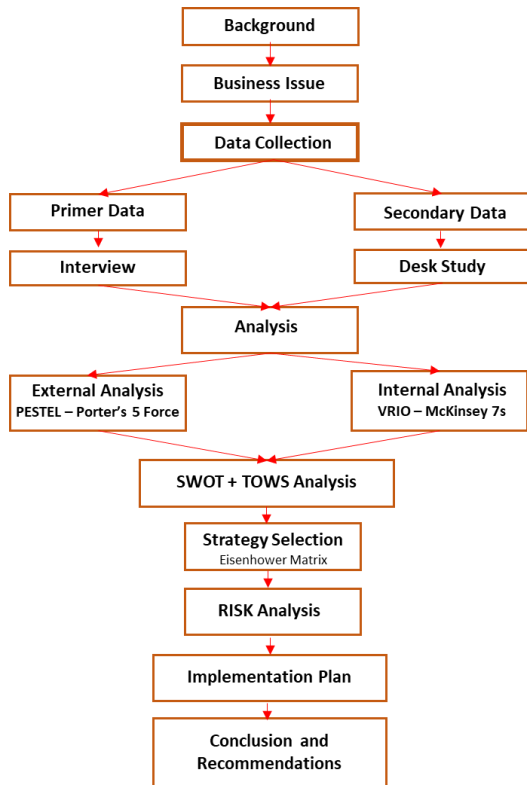 Background
Business Issue
Data Collection
Primer Data
Secondary Data
Interview
Desk Study
Analysis
External Analysis
PESTEL – Porter's 5 Force
Internal Analysis
VRIO – McKinsey 7s
SWOT + TOWS Analysis
Strategy Selection
Eisenhower Matrix
RISK Analysis
Implementation Plan
Conclusion and
Recommendations